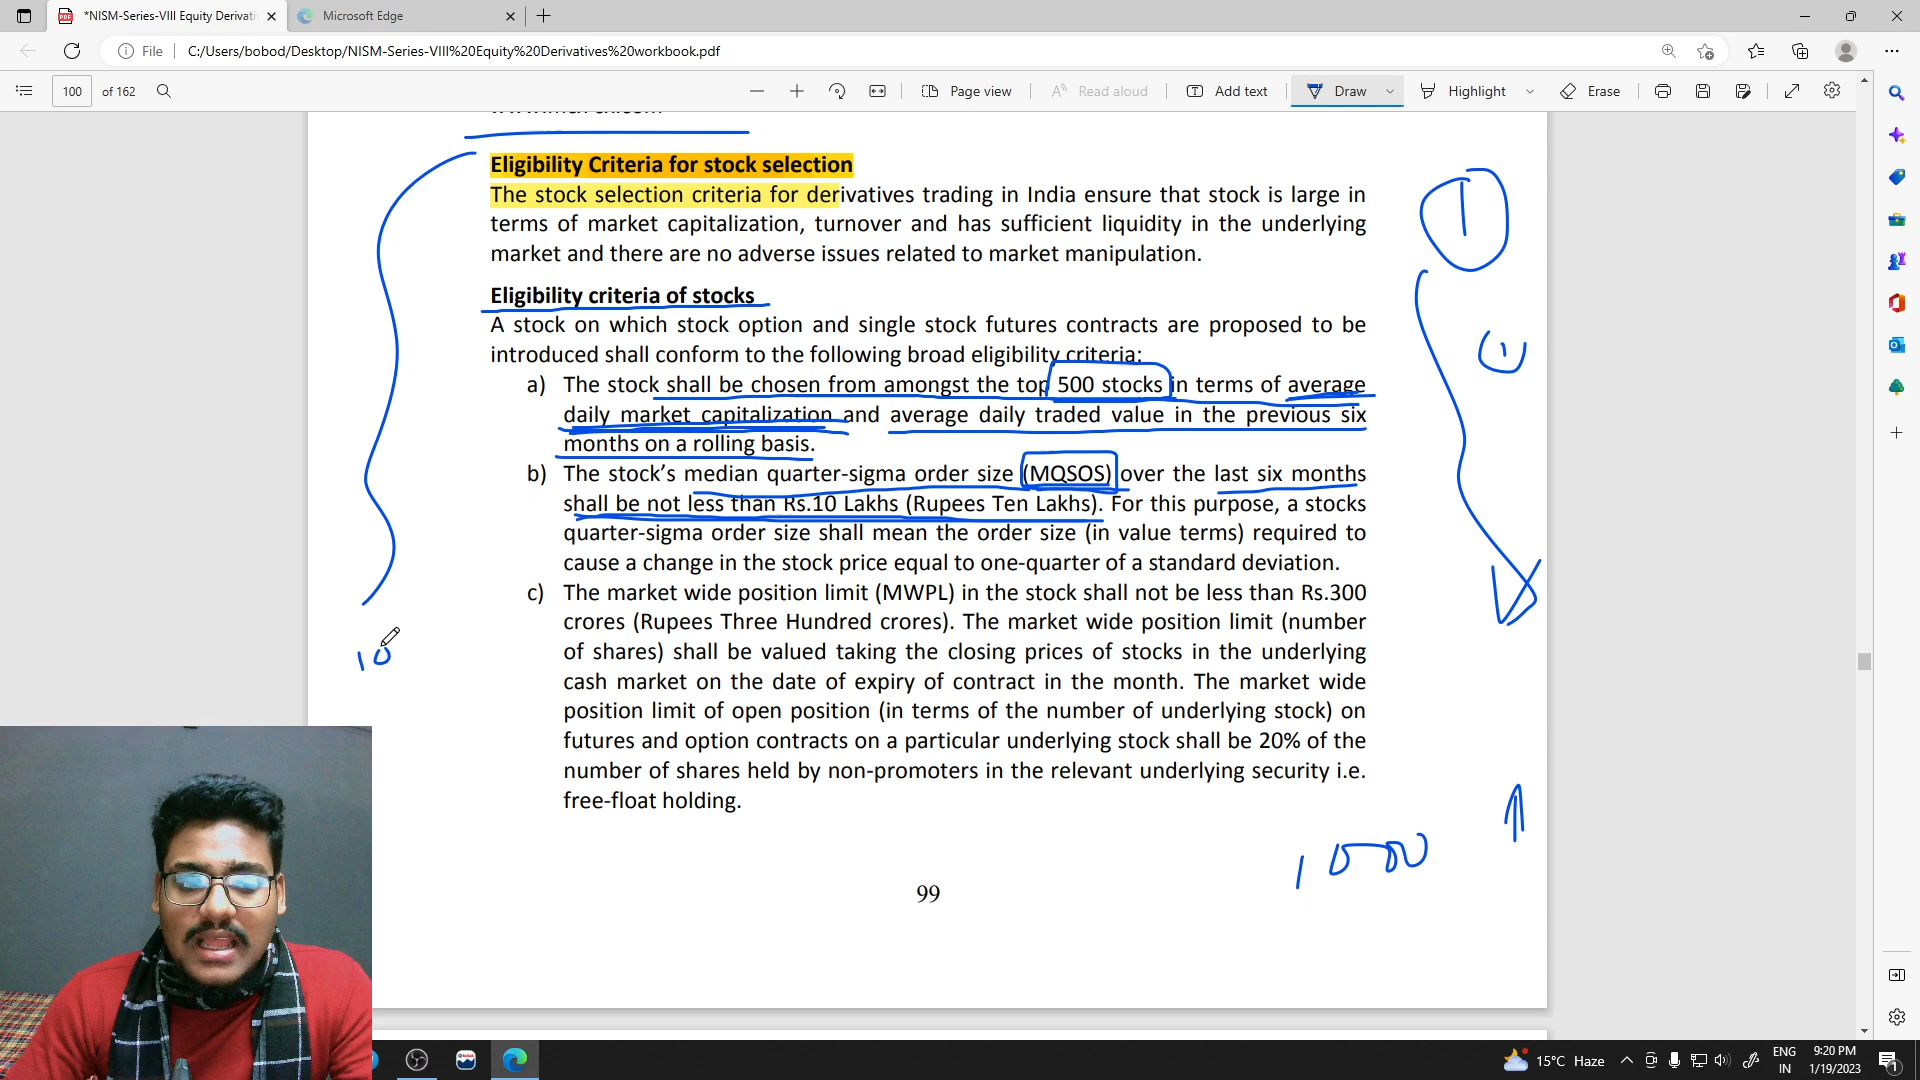 *NISM-Series-VIII Equity Derivati
Microsoft Edge
File
C:/Users/bobod/Desktop/NISM-Series-VIII%20Equity%20Derivatives%20workbook.pdf
100
of 162
Page view
Read aloud
Add text
Draw
Highlight
Erase
Eligibility Criteria for stock selection
The stock selection criteria for derivatives trading in India ensure that stock is large in
terms of market capitalization, turnover and has sufficient liquidity in the underlying
market and there are no adverse issues related to market manipulation.
Eligibility criteria of stocks
A stock on which stock option and single stock futures contracts are proposed to be
introduced shall conform to the following broad eligibility criteria:
a) The stock shall be chosen from amongst the top 500 stocks in terms of average
daily market capitalization and average daily traded value in the previous six
months on a rolling basis.
b) The stock’s median quarter-sigma order size (MQSOS) over the last six months
shall be not less than Rs.10 Lakhs (Rupees Ten Lakhs). For this purpose, a stocks
quarter-sigma order size shall mean the order size (in value terms) required to
cause a change in the stock price equal to one-quarter of a standard deviation.
c) The market wide position limit (MWPL) in the stock shall not be less than Rs.300
crores (Rupees Three Hundred crores). The market wide position limit (number
of shares) shall be valued taking the closing prices of stocks in the underlying
cash market on the date of expiry of contract in the month. The market wide
position limit of open position (in terms of the number of underlying stock) on
futures and option contracts on a particular underlying stock shall be 20% of the
number of shares held by non-promoters in the relevant underlying security i.e.
free-float holding.
1
10
1000
99
15°C Haze
ENG
IN
9:20 PM
1/19/2023
1